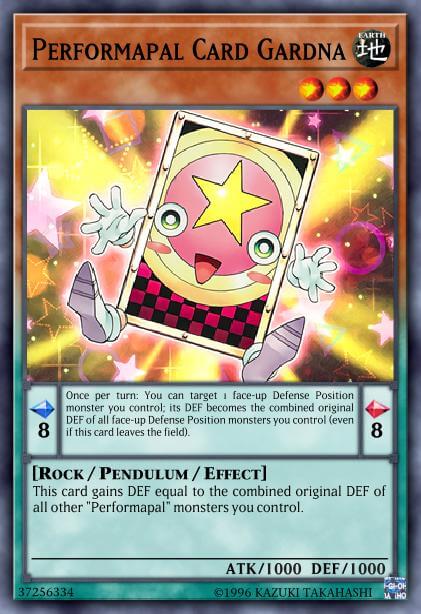 PERFORMAPAL CARD GARDNA
EARTH
地
Once per turn: You can target 1 face-up Defense Position
monster you control; its DEF becomes the combined original
DEF of all face-up Defense Position monsters you control (even
if this card leaves the field).
8
8
[ROCK / PENDULUM / EFFECT]
This card gains DEF equal to the combined original DEF of
all other "Performapal" monsters you control.
ATK/1000 DEF/1000
37256334
©1996 KAZUKI TAKAHASHI